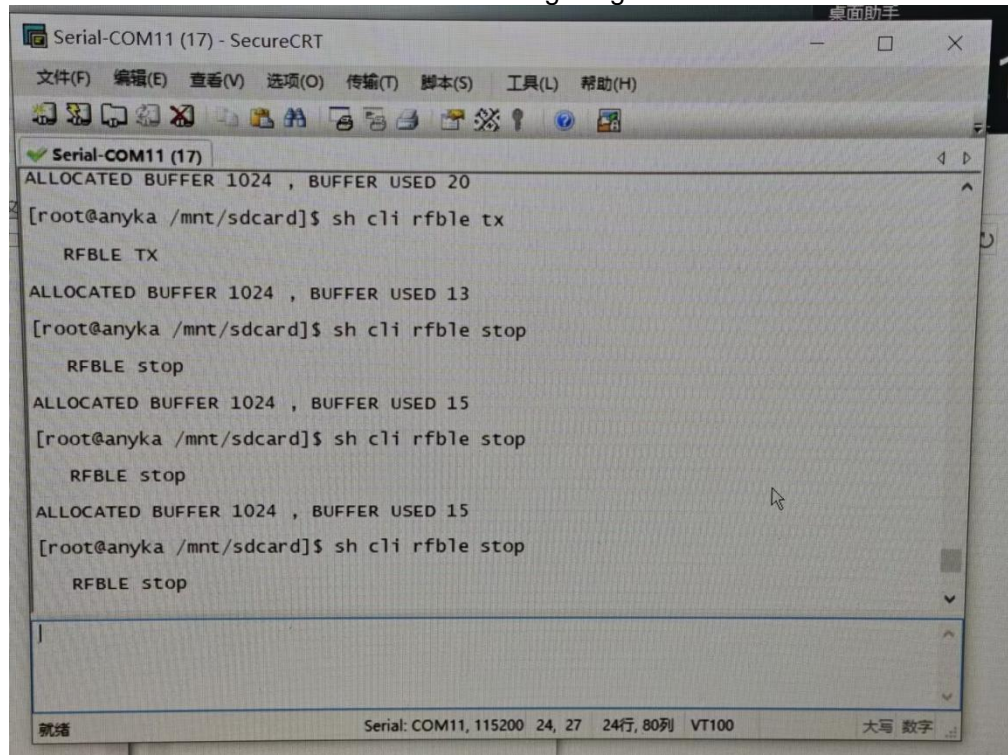 桌面助手
Serial-COM11 (17) - SecureCRT
文件(F) 编辑(E) 查看(V) 选项(O) 传输(T) 脚本(S) 工具(L) 帮助(H)
Serial-COM11 (17)
ALLOCATED BUFFER 1024 , BUFFER USED 20
[root@anyka /mnt/sdcard]$ sh cli rfble tx
RFBLE TX
ALLOCATED BUFFER 1024 , BUFFER USED 13
[root@anyka /mnt/sdcard]$ sh cli rfble stop
RFBLE stop
ALLOCATED BUFFER 1024 , BUFFER USED 15
[root@anyka /mnt/sdcard]$ sh cli rfble stop
RFBLE stop
ALLOCATED BUFFER 1024 , BUFFER USED 15
[root@anyka /mnt/sdcard]$ sh cli rfble stop
RFBLE stop
就绪 Serial: COM11, 115200 24, 27 24行, 80列 VT100 大写 数字